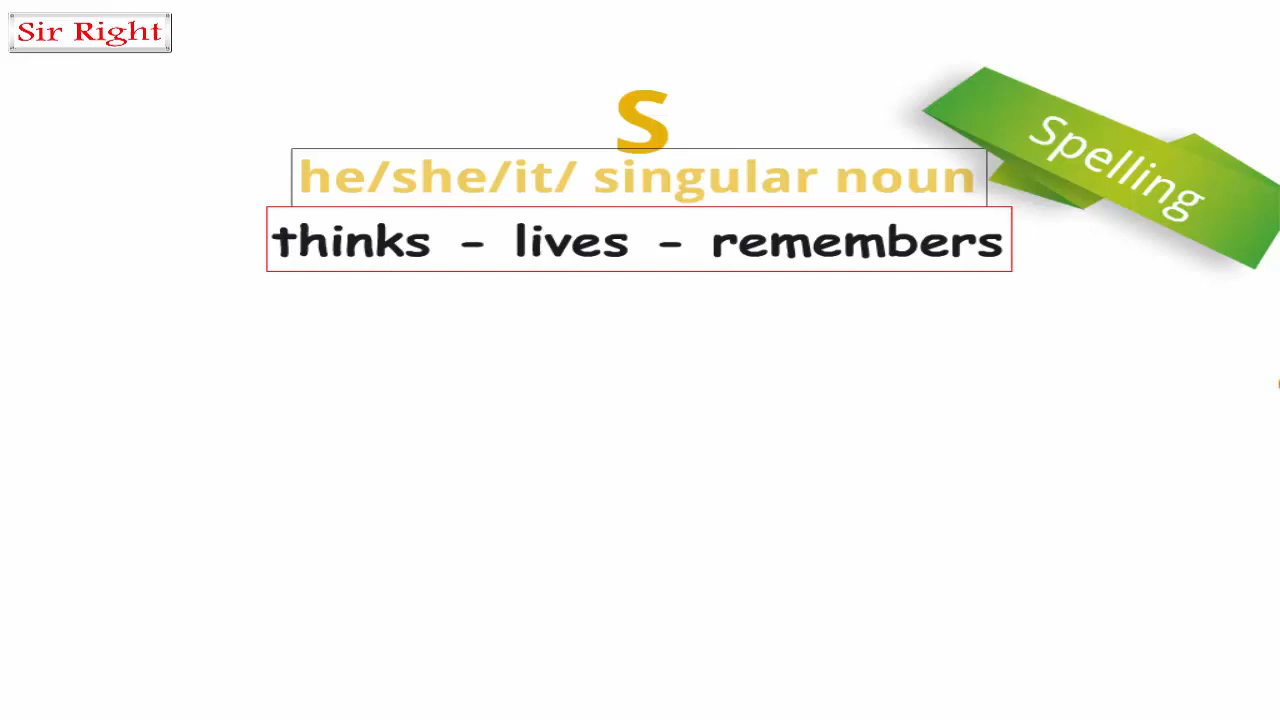 Sir Right
S
he/she/it/ singular noun
thinks - lives - remembers
Spelling